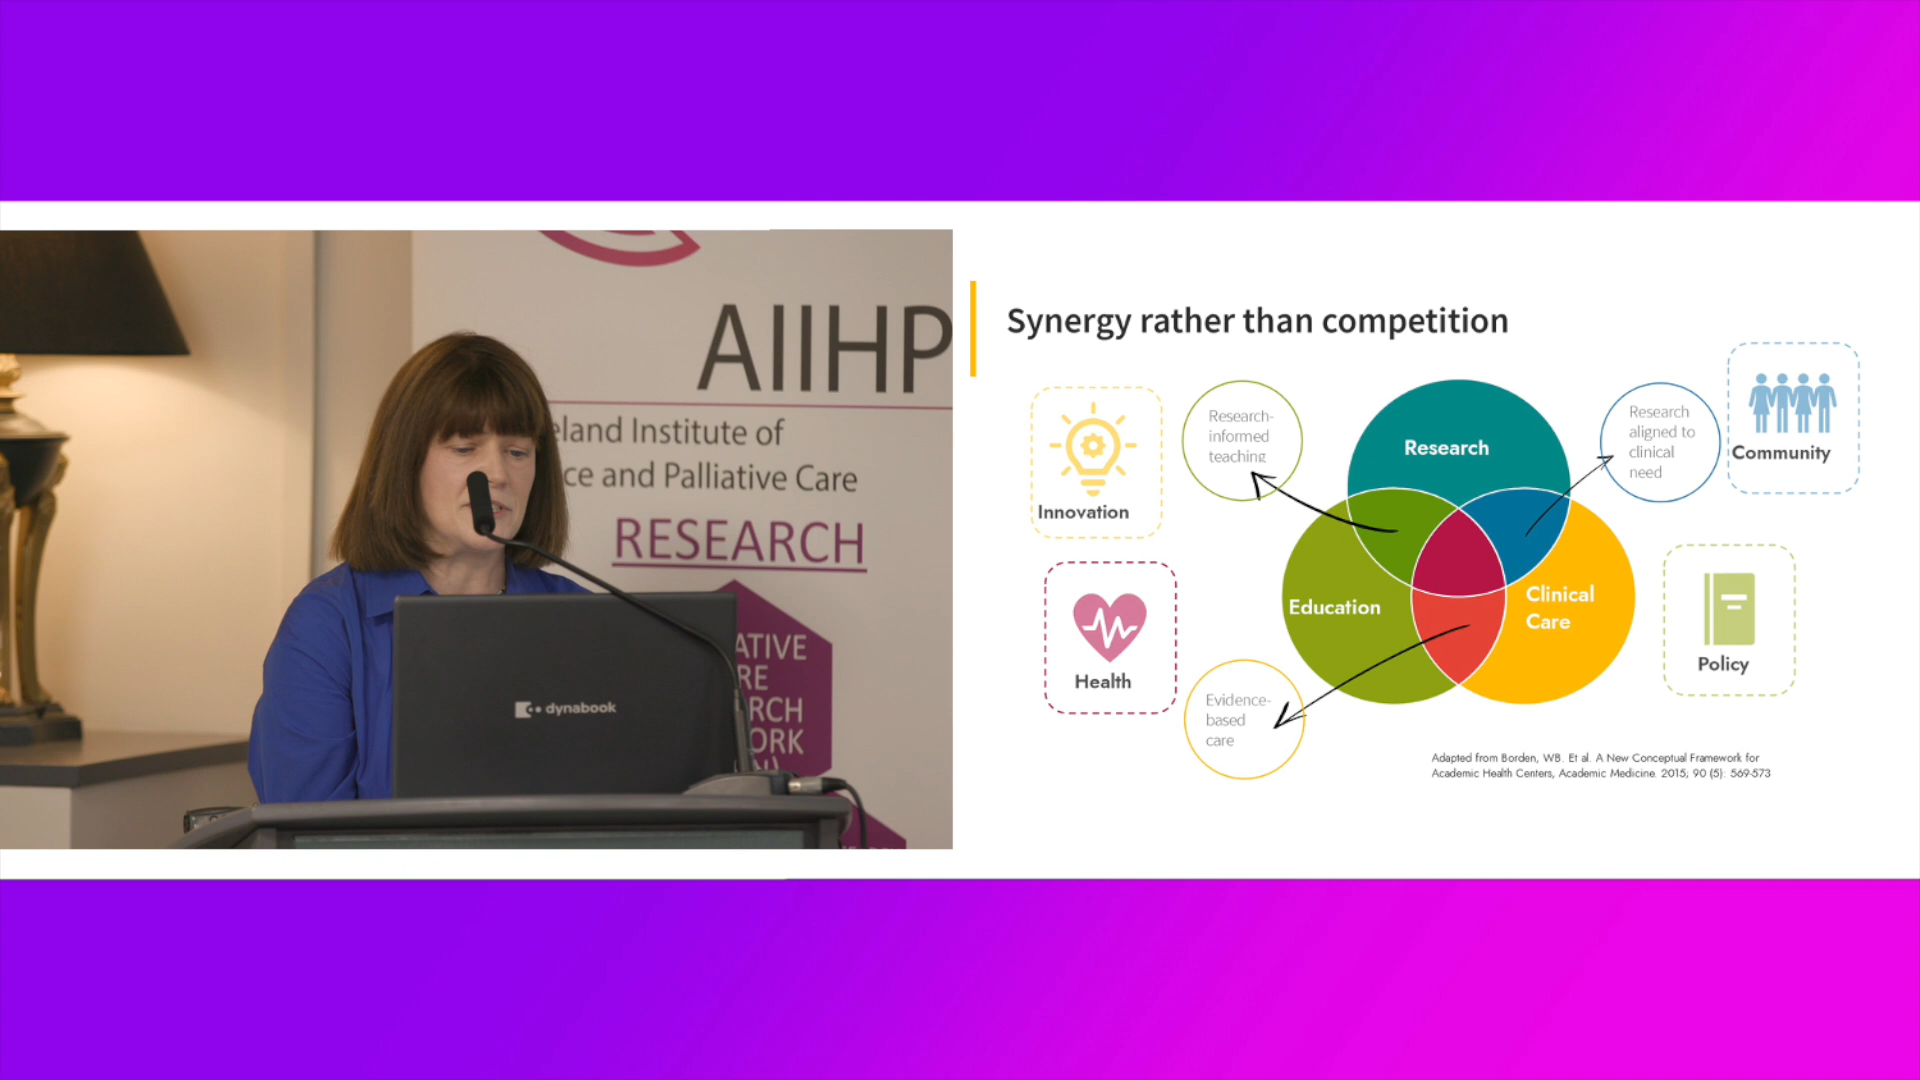 AIIHP
eland Institute of
ce and Palliative Care
RESEARCH
ATIVE
RE
RCH
ORK
dynabook
Synergy rather than competition
Innovation
Research-
informed
teaching
Research
Research
aligned to
clinical
need
Community
Education
Clinical
Care
Health
Policy
Evidence-
based
care
Adapted from Borden, WB. Et al. A New Conceptual Framework for
Academic Health Centers, Academic Medicine. 2015; 90 (5): 569-573